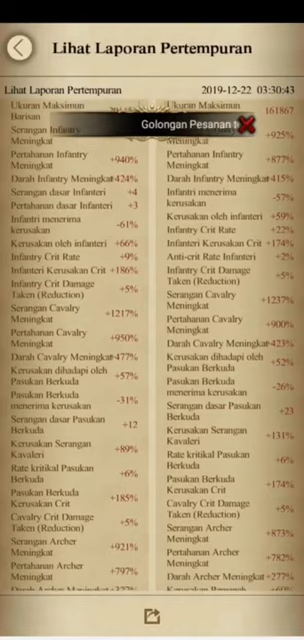 Lihat Laporan Pertempuran
Lihat Laporan Pertempuran 2019-12-22 03:30:43
Ukuran Maksimun
Barisan
Serangan Infantry
Meningkat
Pertahanan Infantry
Meningkat +940%
Darah Infantry Meningkat+424%
Serangan dasar Infanteri +4
Pertahanan dasar Infanteri +3
Infantri menerima
kerusakan -61%
Kerusakan oleh infanteri +66%
Infantry Crit Rate +9%
Infanteri Kerusakan Crit +186%
Infantry Crit Damage
Taken (Reduction) +5%
Serangan Cavalry
Meningkat +1217%
Pertahanan Cavalry
Meningkat +950%
Darah Cavalry Meningkat+477%
Kerusakan dihadapi oleh
Pasukan Berkuda +57%
Pasukan Berkuda
menerima kerusakan -31%
Serangan dasar Pasukan
Berkuda +12
Kerusakan Serangan
Kavaleri +89%
Rate kritikal Pasukan
Berkuda +6%
Pasukan Berkuda
Kerusakan Crit +185%
Cavalry Crit Damage
Taken (Reduction) +5%
Serangan Archer
Meningkat +921%
Pertahanan Archer
Meningkat +797%
Darah Archer Meningkat
Ukuran Maksimun
161867
Golongan Pesanan
Meningkat +925%
Pertahanan Infantry
Meningkat +877%
Darah Infantry Meningkat+415%
Infantri menerima
kerusakan -57%
Kerusakan oleh infanteri +59%
Infantry Crit Rate +22%
Infanteri Kerusakan Crit +174%
Anti-crit Rate Infanteri +2%
Infantry Crit Damage
Taken (Reduction) +5%
Serangan Cavalry
Meningkat +1237%
Pertahanan Cavalry
Meningkat +900%
Darah Cavalry Meningkat+423%
Kerusakan dihadapi oleh
Pasukan Berkuda +52%
Pasukan Berkuda
menerima kerusakan -26%
Serangan dasar Pasukan
Berkuda +23
Kerusakan Serangan
Kavaleri +131%
Rate kritikal Pasukan
Berkuda +6%
Pasukan Berkuda
Kerusakan Crit +174%
Cavalry Crit Damage
Taken (Reduction) +5%
Serangan Archer
Meningkat +873%
Pertahanan Archer
Meningkat +782%
Darah Archer Meningkat +277%